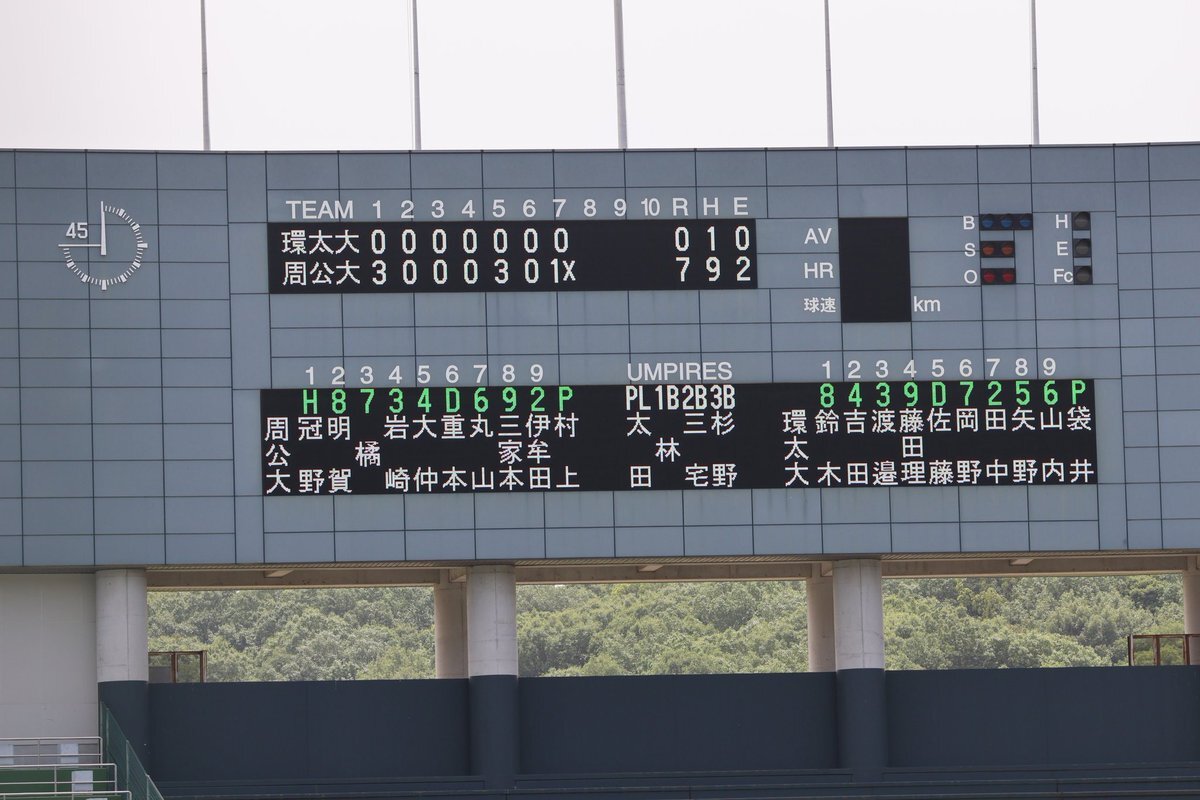 45
TEAM 1 2 3 4 5 6 7 8 9 10 R H E
環太大 0 0 0 0 0 0 0 0 1 0
周公大 3 0 0 0 3 0 1X 7 9 2
AV
HR
球速 km
B H
S E
O Fc
1 2 3 4 5 6 7 8 9
H 8 7 3 4 D 6 9 2 P
周公大 冠野 明賀 橘 岩崎 大仲 重本 丸山 三家本 伊牟田 村上
UMPIRES
PL 1B 2B 3B
太田 林 三宅 杉野
1 2 3 4 5 6 7 8 9
8 4 3 9 D 7 2 5 6 P
環太大 鈴木 吉田 渡邉 藤田理 佐藤 岡野 田中 矢野 山内 袋井